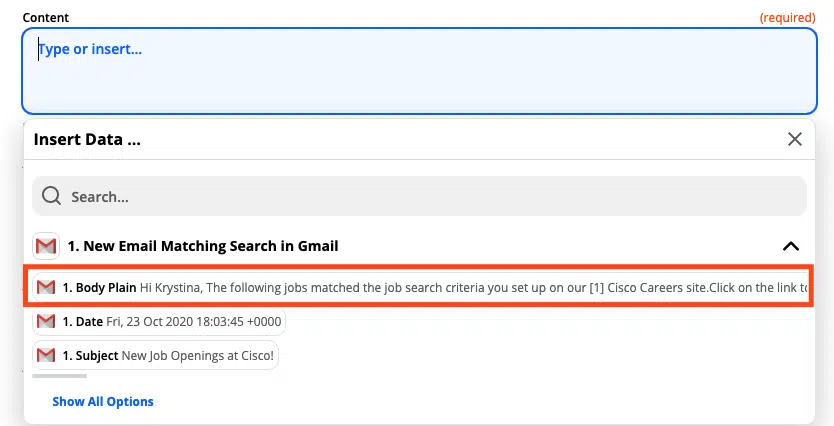 Content (required)
Type or insert...
Insert Data ...
Search...
1. New Email Matching Search in Gmail
1. Body Plain Hi Krystina, The following jobs matched the job search criteria you set up on our [1] Cisco Careers site.Click on the link to
1. Date Fri, 23 Oct 2020 18:03:45 +0000
1. Subject New Job Openings at Cisco!
Show All Options